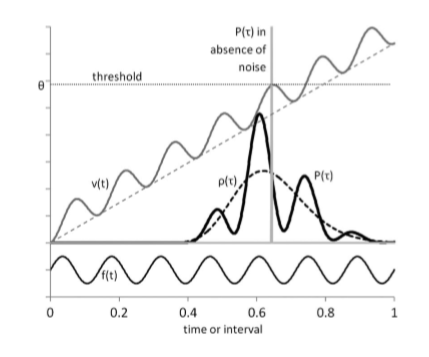 P(τ) in
absence of
noise
threshold
θ
v(t)
ρ(τ)
P(τ)
f(t)
0 0.2 0.4 0.6 0.8 1
time or interval